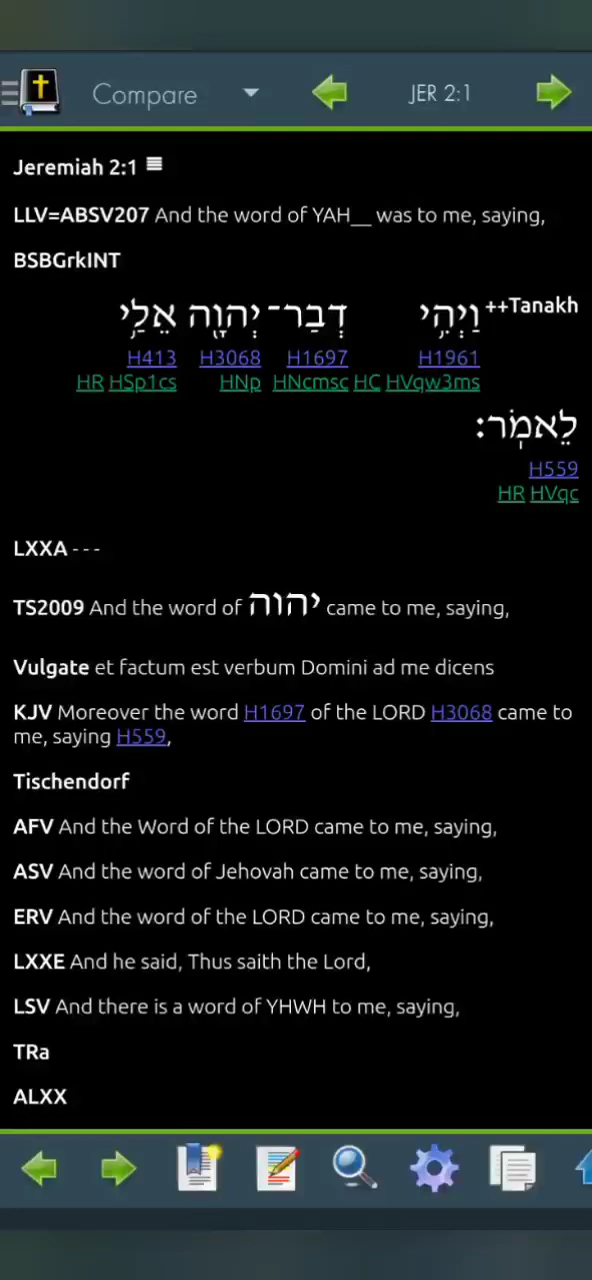 Compare
JER 2:1
Jeremiah 2:1
LLV=ABSV207 And the word of YAH__ was to me, saying,
BSBGrkINT
++Tanakh וַיְהִ֥י דְבַר־ יְהוָ֖ה אֵלַ֥י
H413 H3068 H1697 H1961
HR HSp1cs HNp HNcmsc HC HVqw3ms
לֵאמֹֽר׃
H559
HR HVqc
LXXA - - -
TS2009 And the word of יהוה came to me, saying,
Vulgate et factum est verbum Domini ad me dicens
KJV Moreover the word H1697 of the LORD H3068 came to
me, saying H559,
Tischendorf
AFV And the Word of the LORD came to me, saying,
ASV And the word of Jehovah came to me, saying,
ERV And the word of the LORD came to me, saying,
LXXE And he said, Thus saith the Lord,
LSV And there is a word of YHWH to me, saying,
TRa
ALXX